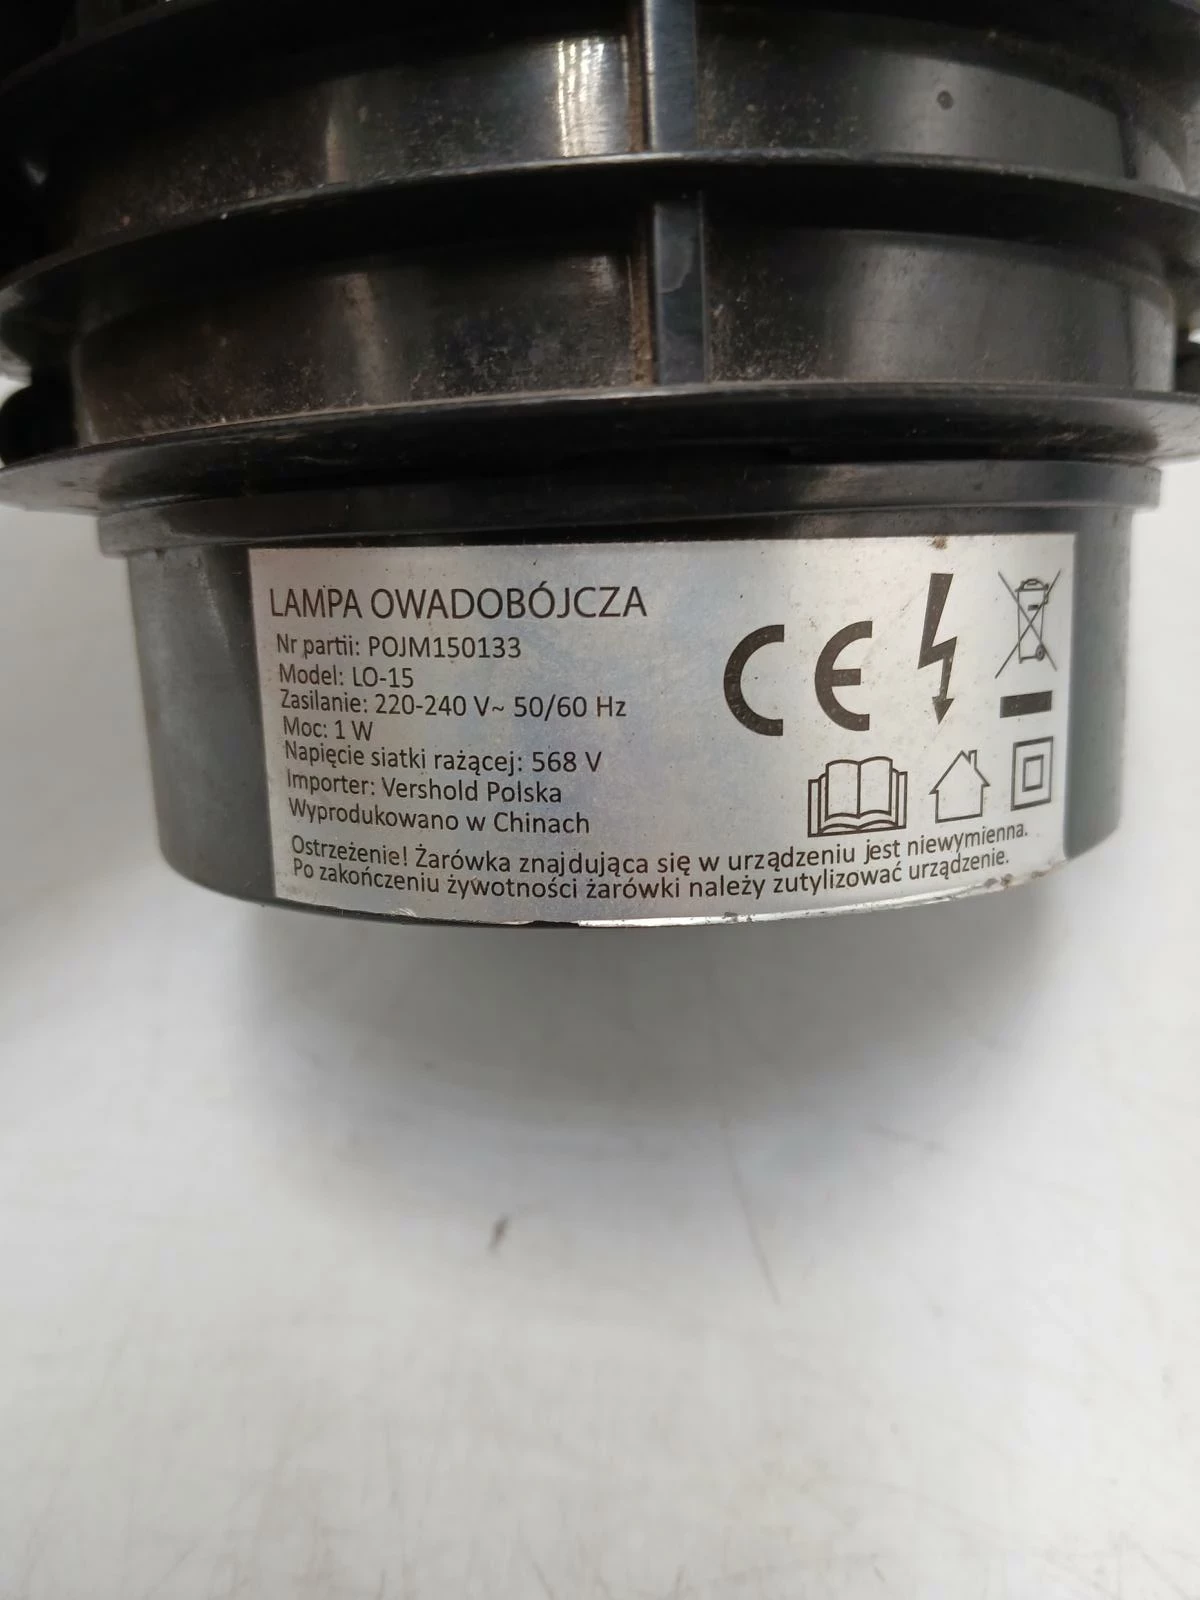 LAMPA OWADOBÓJCZA
Nr partii: POJM150133
Model: LO-15
Zasilanie: 220-240 V~ 50/60 Hz
Moc: 1 W
Napięcie siatki rażącej: 568 V
Importer: Vershold Polska
Wyprodukowano w Chinach
Ostrzeżenie! Żarówka znajdująca się w urządzeniu jest niewymienna.
Po zakończeniu żywotności żarówki należy zutylizować urządzenie.
CE